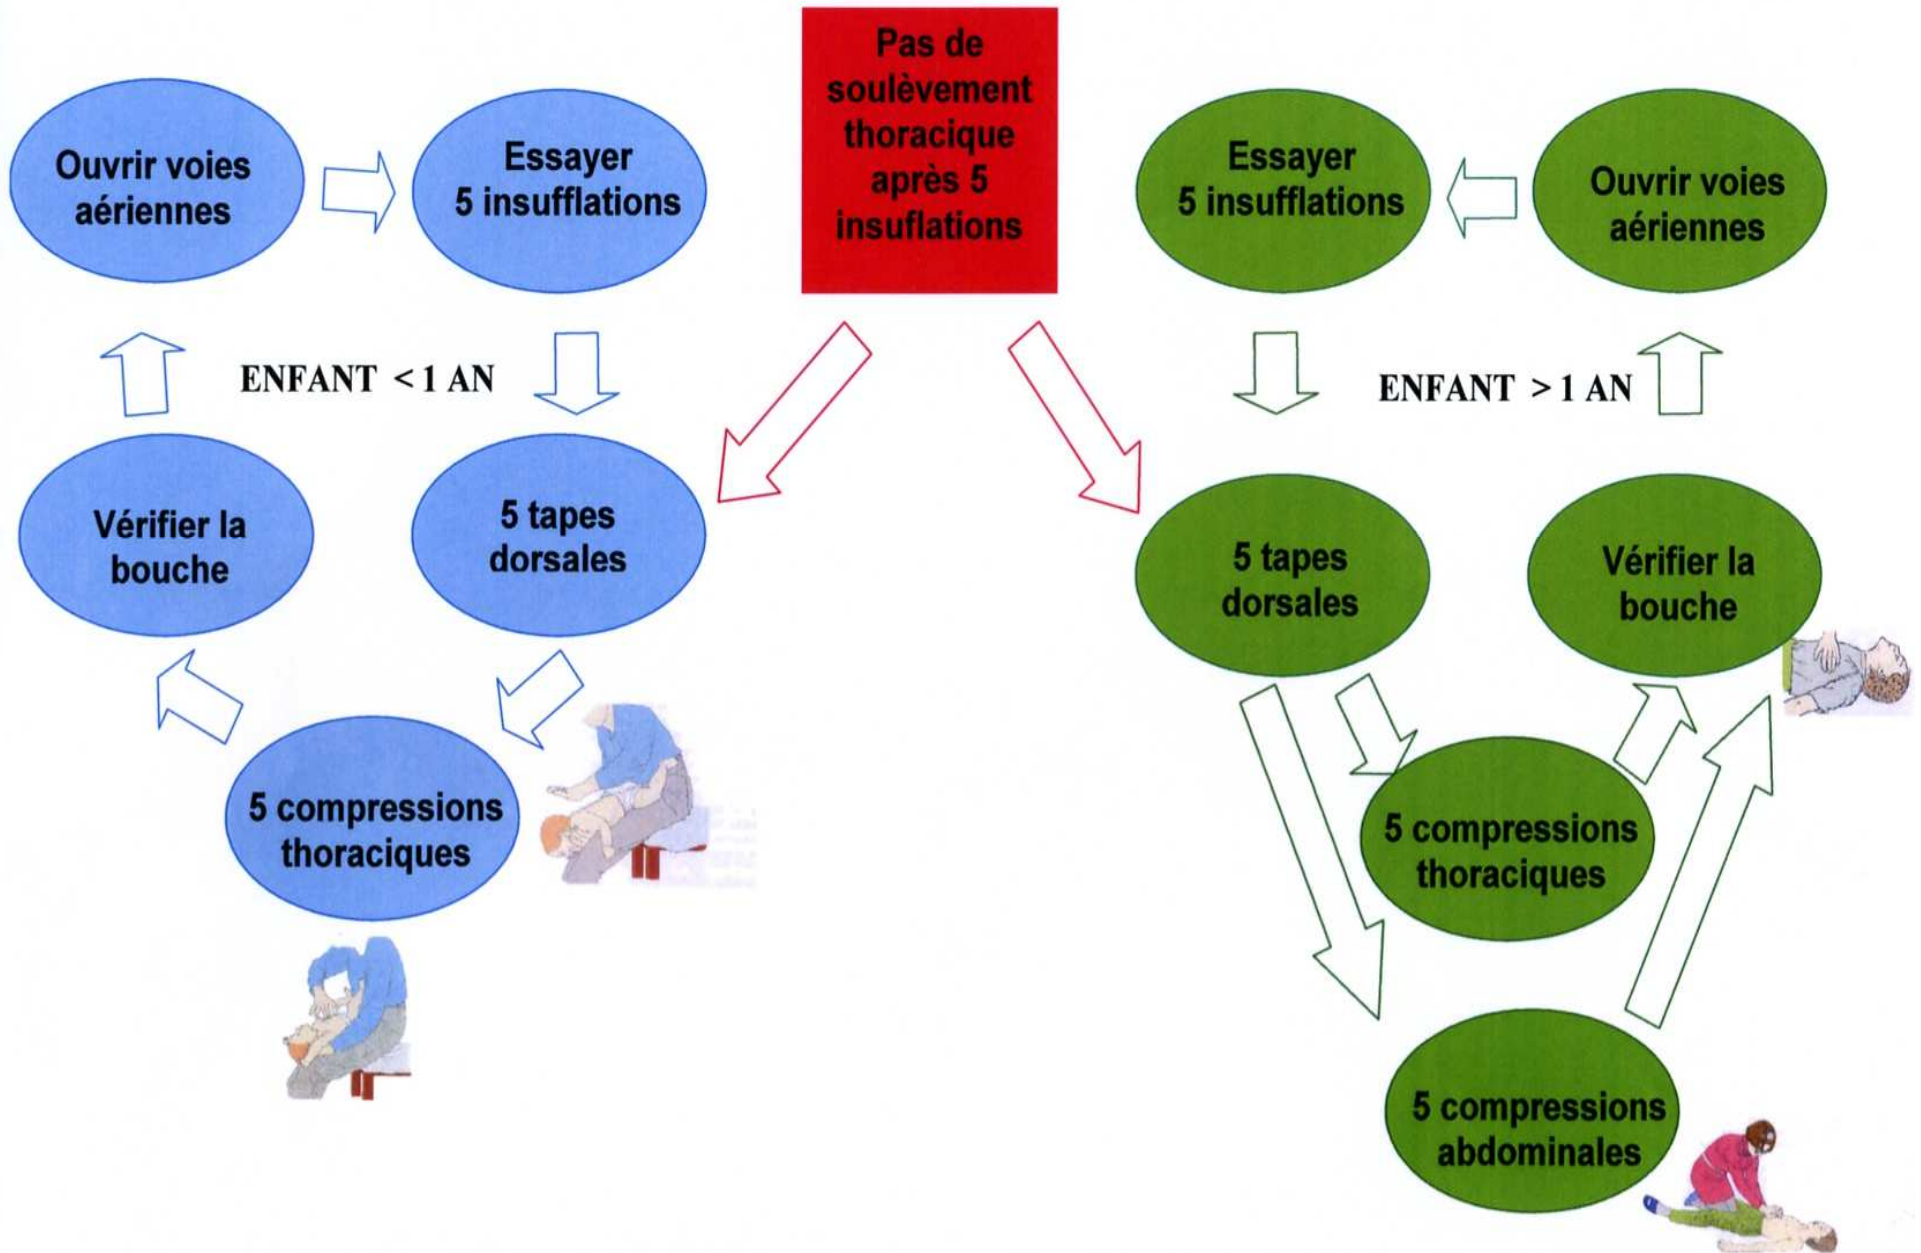 Pas de
soulèvement
thoracique
après 5
insuflations
Ouvrir voies
aériennes
Essayer
5 insufflations
ENFANT < 1 AN
Vérifier la
bouche
5 tapes
dorsales
5 compressions
thoraciques
Essayer
5 insufflations
Ouvrir voies
aériennes
ENFANT > 1 AN
5 tapes
dorsales
Vérifier la
bouche
5 compressions
thoraciques
5 compressions
abdominales